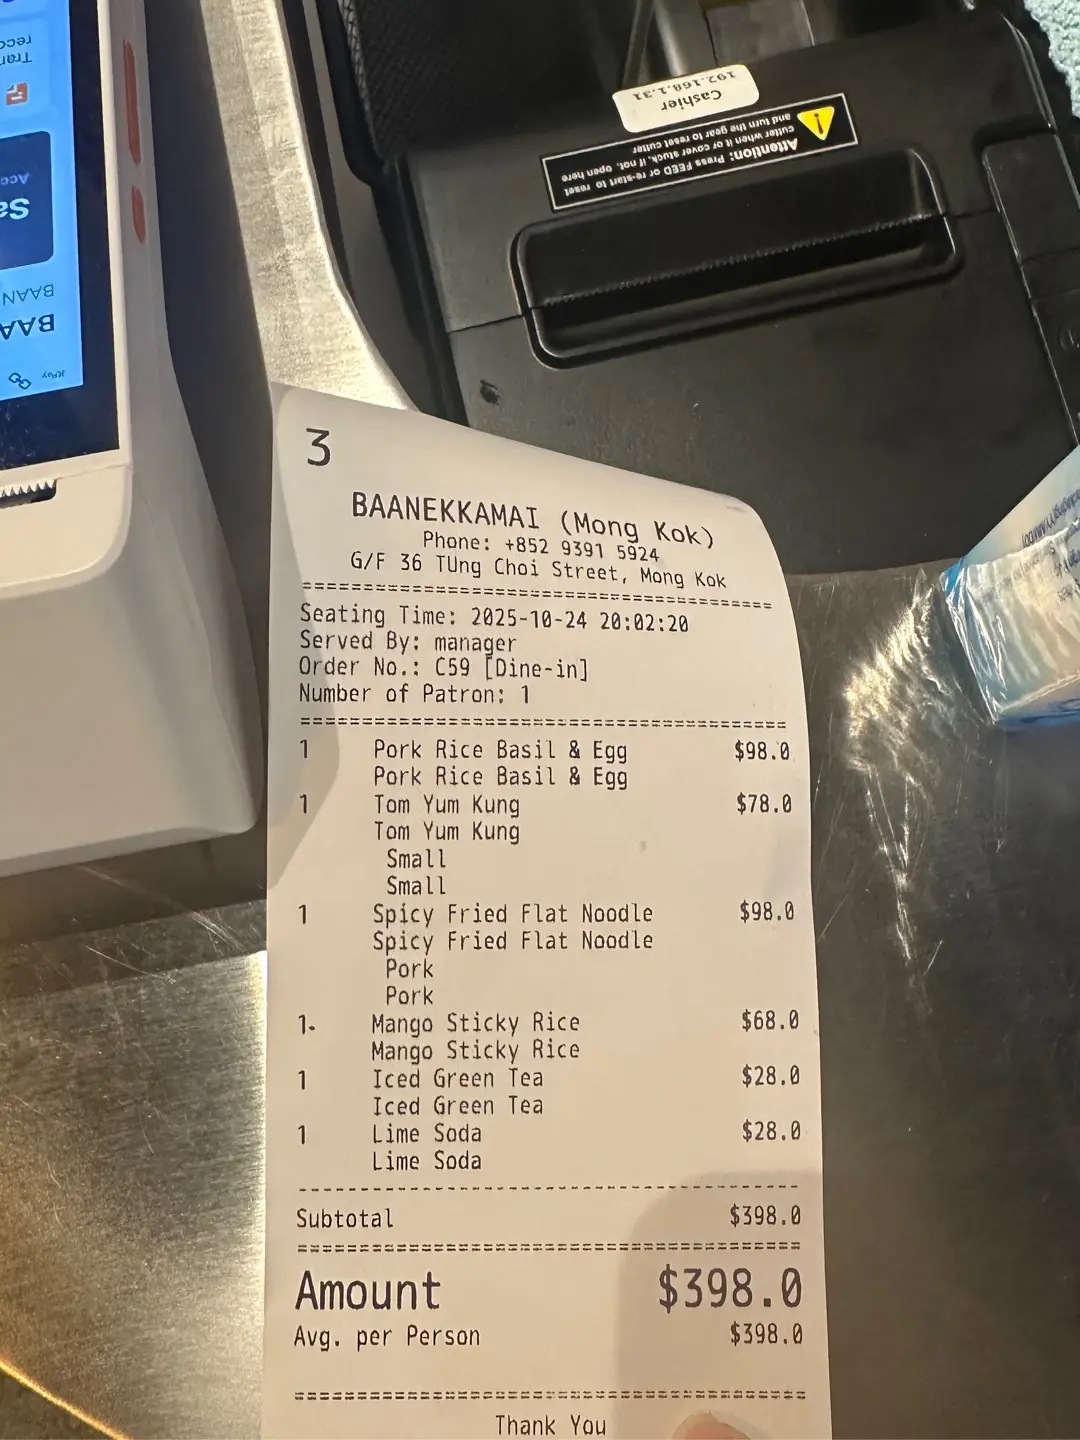 ooaı
Tran
reco
Acco
Sa
BAAN
BAA
Cashier
192.168.1.31
Attention: Press FEED or re-start to reset
cutter when it or cover stuck, if not, open here
and turn the gear to reset cutter
3
BAANEKKAMAI (Mong Kok)
Phone: +852 9391 5924
G/F 36 TUng Choi Street, Mong Kok
Seating Time: 2025-10-24 20:02:20
Served By: manager
Order No.: C59 [Dine-in]
Number of Patron: 1
1 Pork Rice Basil & Egg $98.0
Pork Rice Basil & Egg
1 Tom Yum Kung $78.0
Tom Yum Kung
Small
Small
1 Spicy Fried Flat Noodle $98.0
Spicy Fried Flat Noodle
Pork
Pork
1 Mango Sticky Rice $68.0
Mango Sticky Rice
1 Iced Green Tea $28.0
Iced Green Tea
1 Lime Soda $28.0
Lime Soda
Subtotal $398.0
Amount $398.0
Avg. per Person $398.0
Thank You